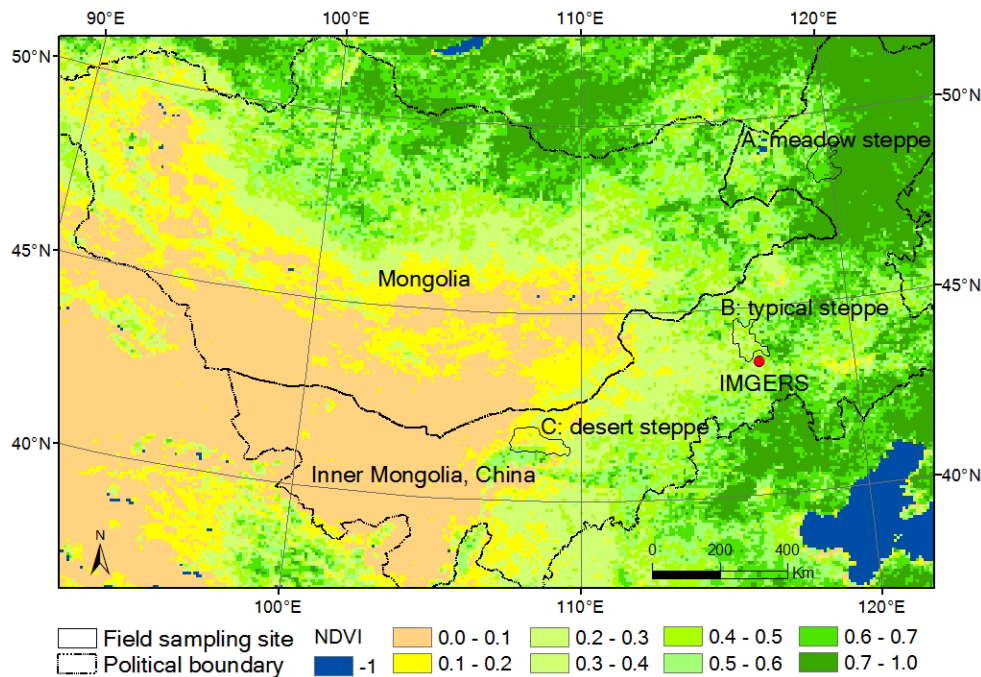 90°E 100°E 110°E 120°E
50°N
50°N
A: meadow steppe
45°N
Mongolia
45°N
B: typical steppe
IMGERS
C: desert steppe
40°N
Inner Mongolia, China
40°N
N
0 200 400
Km
100°E 110°E 120°E
Field sampling site NDVI 0.0 - 0.1 0.2 - 0.3 0.4 - 0.5 0.6 - 0.7
Political boundary -1 0.1 - 0.2 0.3 - 0.4 0.5 - 0.6 0.7 - 1.0